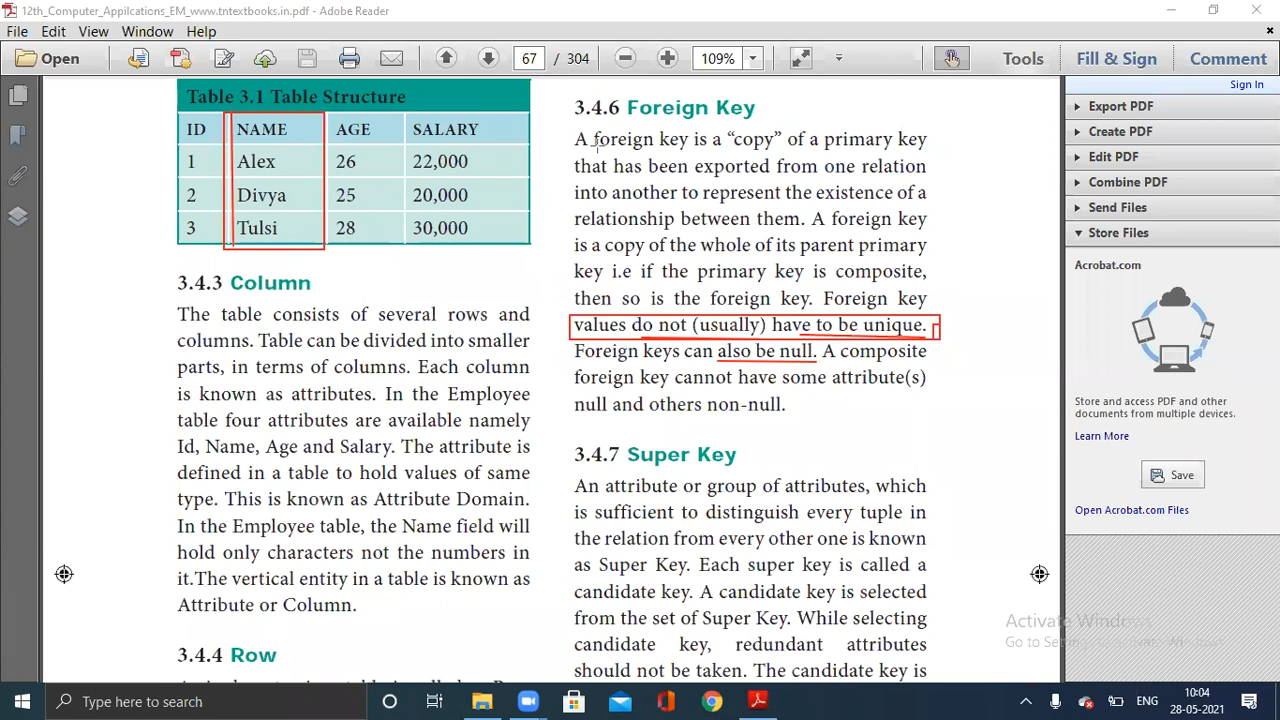 12th_Computer_Appilcations_EM_www.tntextbooks.in.pdf - Adobe Reader
File Edit View Window Help
Open 67 / 304 109% Tools Fill & Sign Comment
Table 3.1 Table Structure
ID NAME AGE SALARY
1 Alex 26 22,000
2 Divya 25 20,000
3 Tulsi 28 30,000
3.4.3 Column
The table consists of several rows and
columns. Table can be divided into smaller
parts, in terms of columns. Each column
is known as attributes. In the Employee
table four attributes are available namely
Id, Name, Age and Salary. The attribute is
defined in a table to hold values of same
type. This is known as Attribute Domain.
In the Employee table, the Name field will
hold only characters not the numbers in
it.The vertical entity in a table is known as
Attribute or Column.
3.4.4 Row
3.4.6 Foreign Key
A foreign key is a “copy” of a primary key
that has been exported from one relation
into another to represent the existence of a
relationship between them. A foreign key
is a copy of the whole of its parent primary
key i.e if the primary key is composite,
then so is the foreign key. Foreign key
values do not (usually) have to be unique.
Foreign keys can also be null. A composite
foreign key cannot have some attribute(s)
null and others non-null.
3.4.7 Super Key
An attribute or group of attributes, which
is sufficient to distinguish every tuple in
the relation from every other one is known
as Super Key. Each super key is called a
candidate key. A candidate key is selected
from the set of Super Key. While selecting
candidate key, redundant attributes
should not be taken. The candidate key is
Sign In
Export PDF
Create PDF
Edit PDF
Combine PDF
Send Files
Store Files
Acrobat.com
Store and access PDF and other
documents from multiple devices.
Learn More
Save
Open Acrobat.com Files
Activate Windows
Go to Settings to activate Windows.
Type here to search
ENG
10:04
28-05-2021